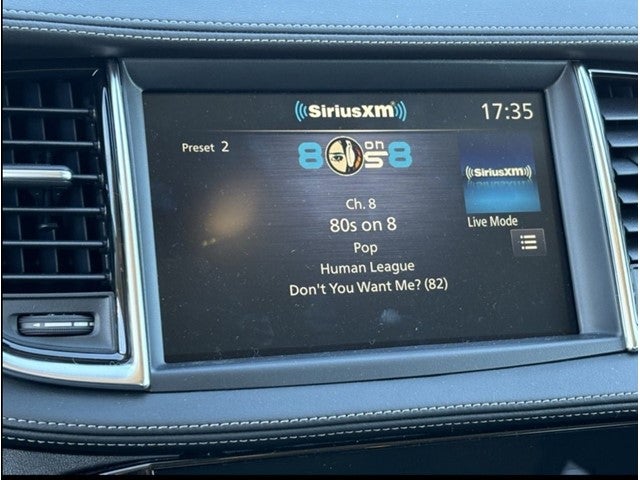 SiriusXM 17:35
Preset 2
80s on 8
SiriusXM
Live Mode
Ch. 8
80s on 8
Pop
Human League
Don't You Want Me? (82)